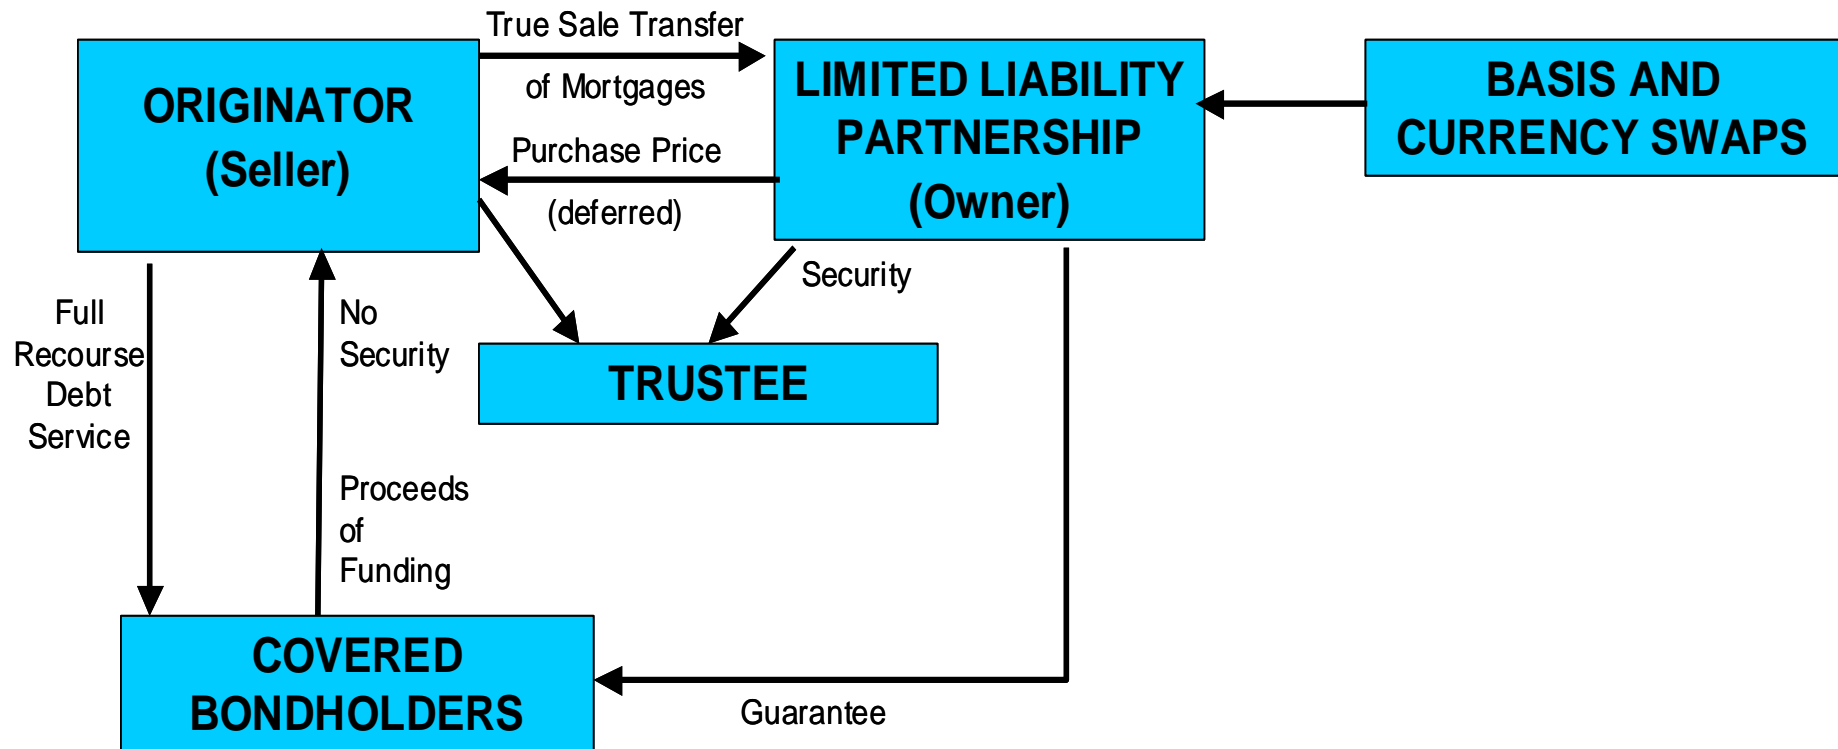 True Sale Transfer
of Mortgages
ORIGINATOR
(Seller)
Purchase Price
(deferred)
LIMITED LIABILITY
PARTNERSHIP
(Owner)
BASIS AND
CURRENCY SWAPS
Security
Full
Recourse
Debt
Service
No
Security
TRUSTEE
Proceeds
of
Funding
COVERED
BONDHOLDERS
Guarantee